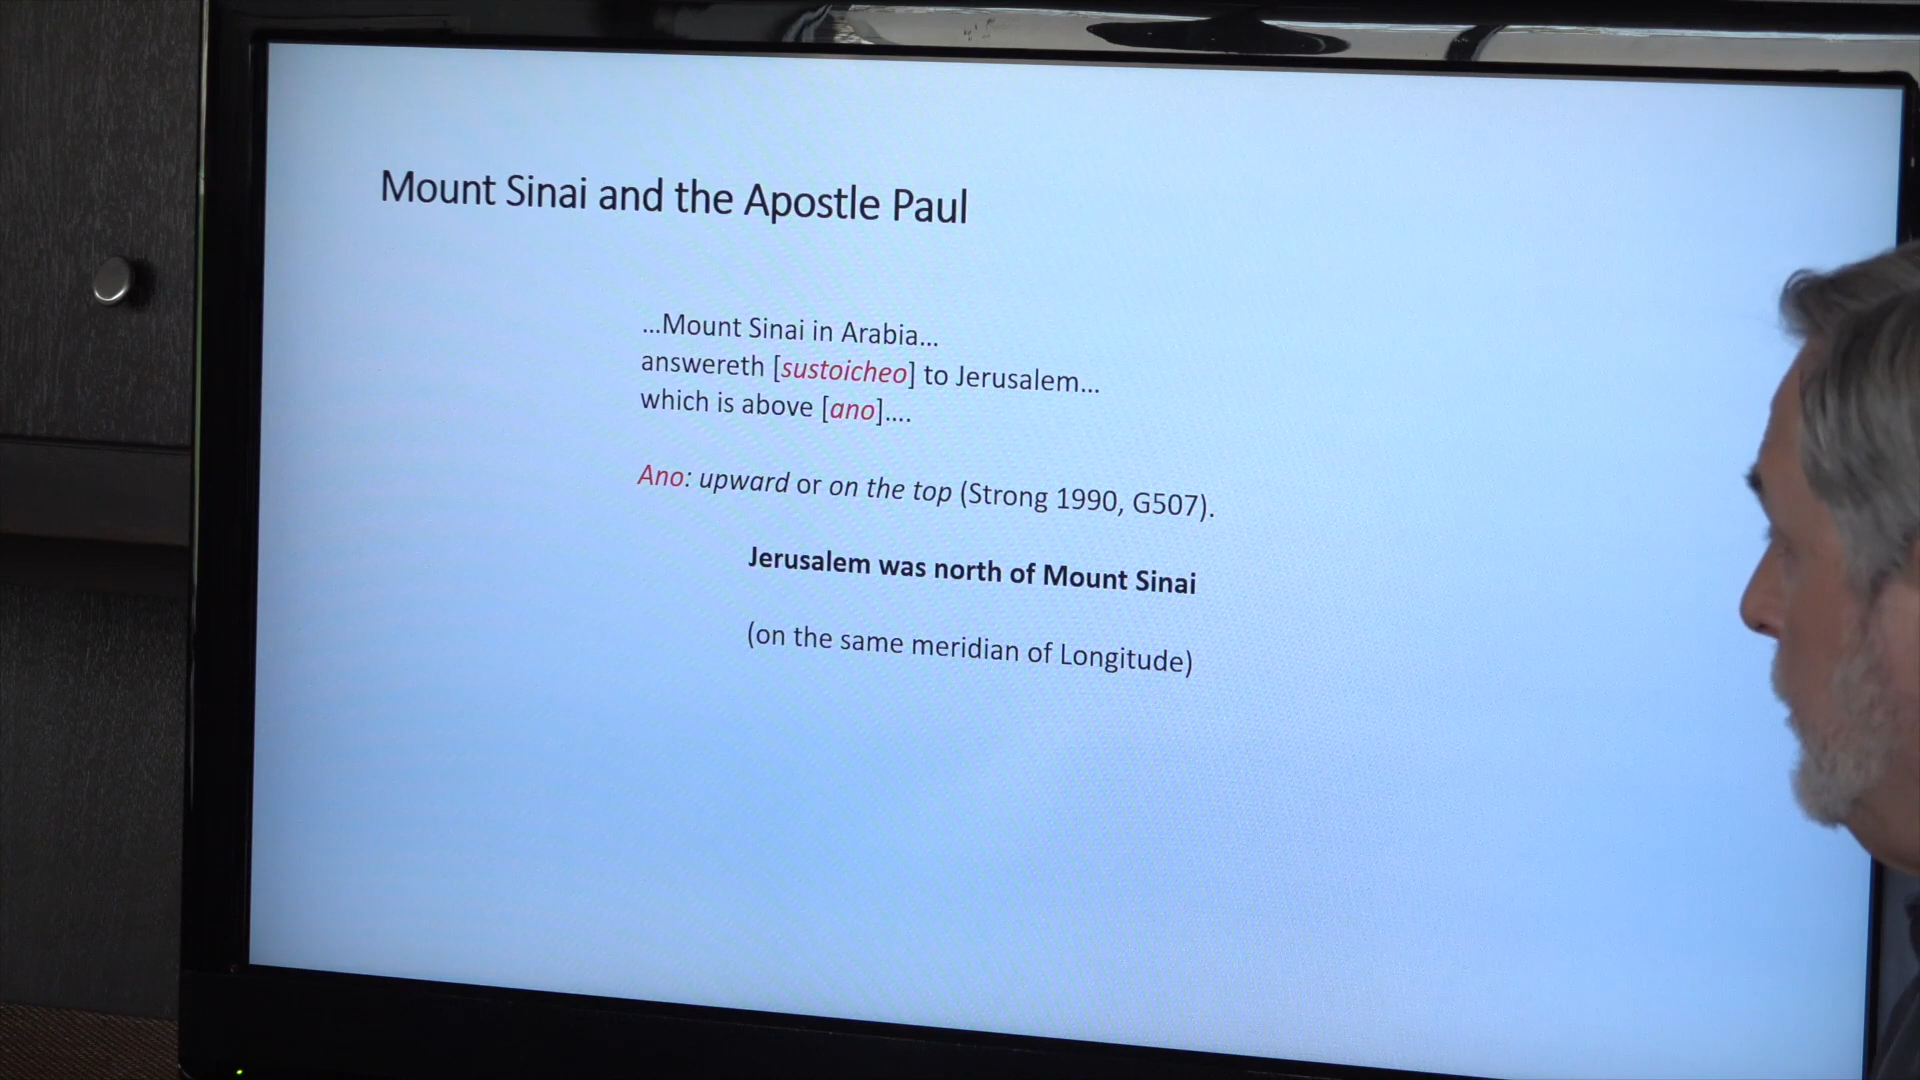 Mount Sinai and the Apostle Paul
...Mount Sinai in Arabia...
answereth [sustoicheo] to Jerusalem...
which is above [ano]....
Ano: upward or on the top (Strong 1990, G507).
Jerusalem was north of Mount Sinai
(on the same meridian of Longitude)